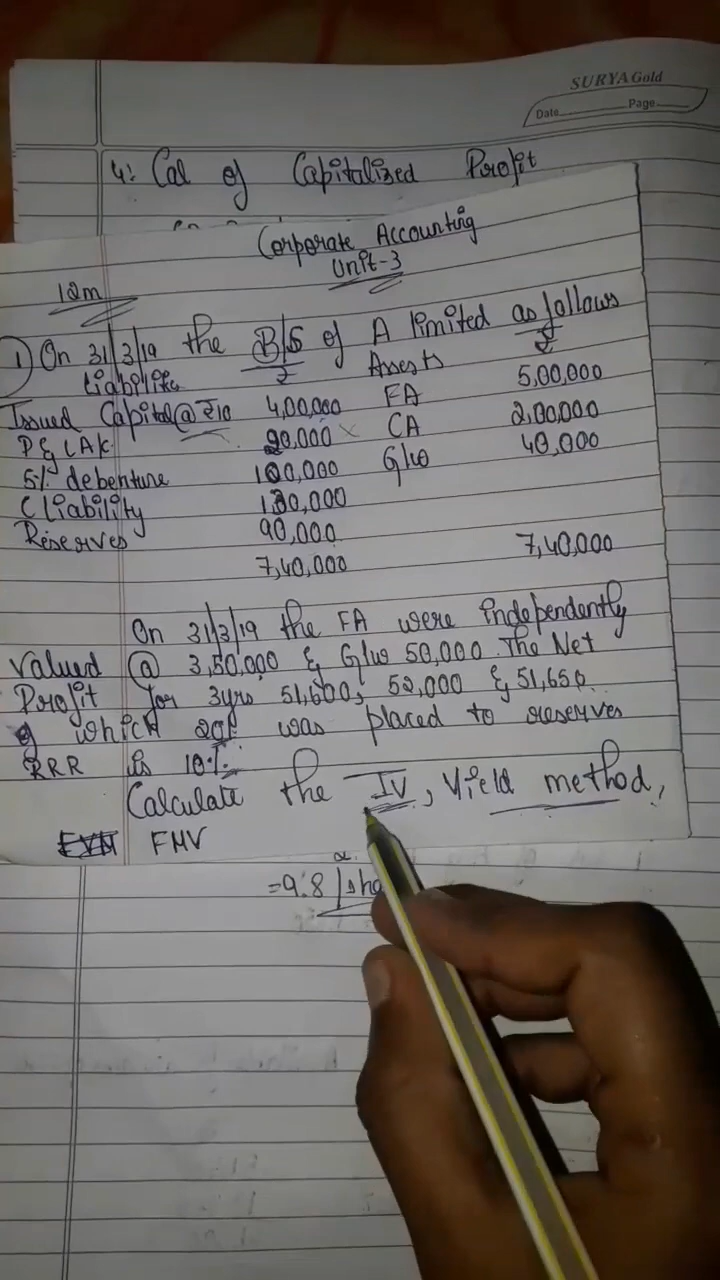 SURYA Gold
Date Page
4: Cal of Capitalized Profit
Corporate Accounting
Unit-3
12m
1) On 31/3/19 the B/S of A limited as follows
Liability ₹ Assests ₹
Issued Capital @ ₹10 4,00,000 FA 5,00,000
P & L A/c 20,000 CA 2,00,000
5% debenture 100,000 G/w 40,000
C liability 130,000
Reserves 90,000
7,40,000 7,40,000
On 31/3/19 the FA were independently
Valued @ 3,50,000 & G/w 50,000. The Net
Profit for 3yrs 51,600, 52,000 & 51,650
of which 20% was placed to reserves
RRR is 10%.
Calculate the IV, Yield method,
FMV
=9.8 | sha